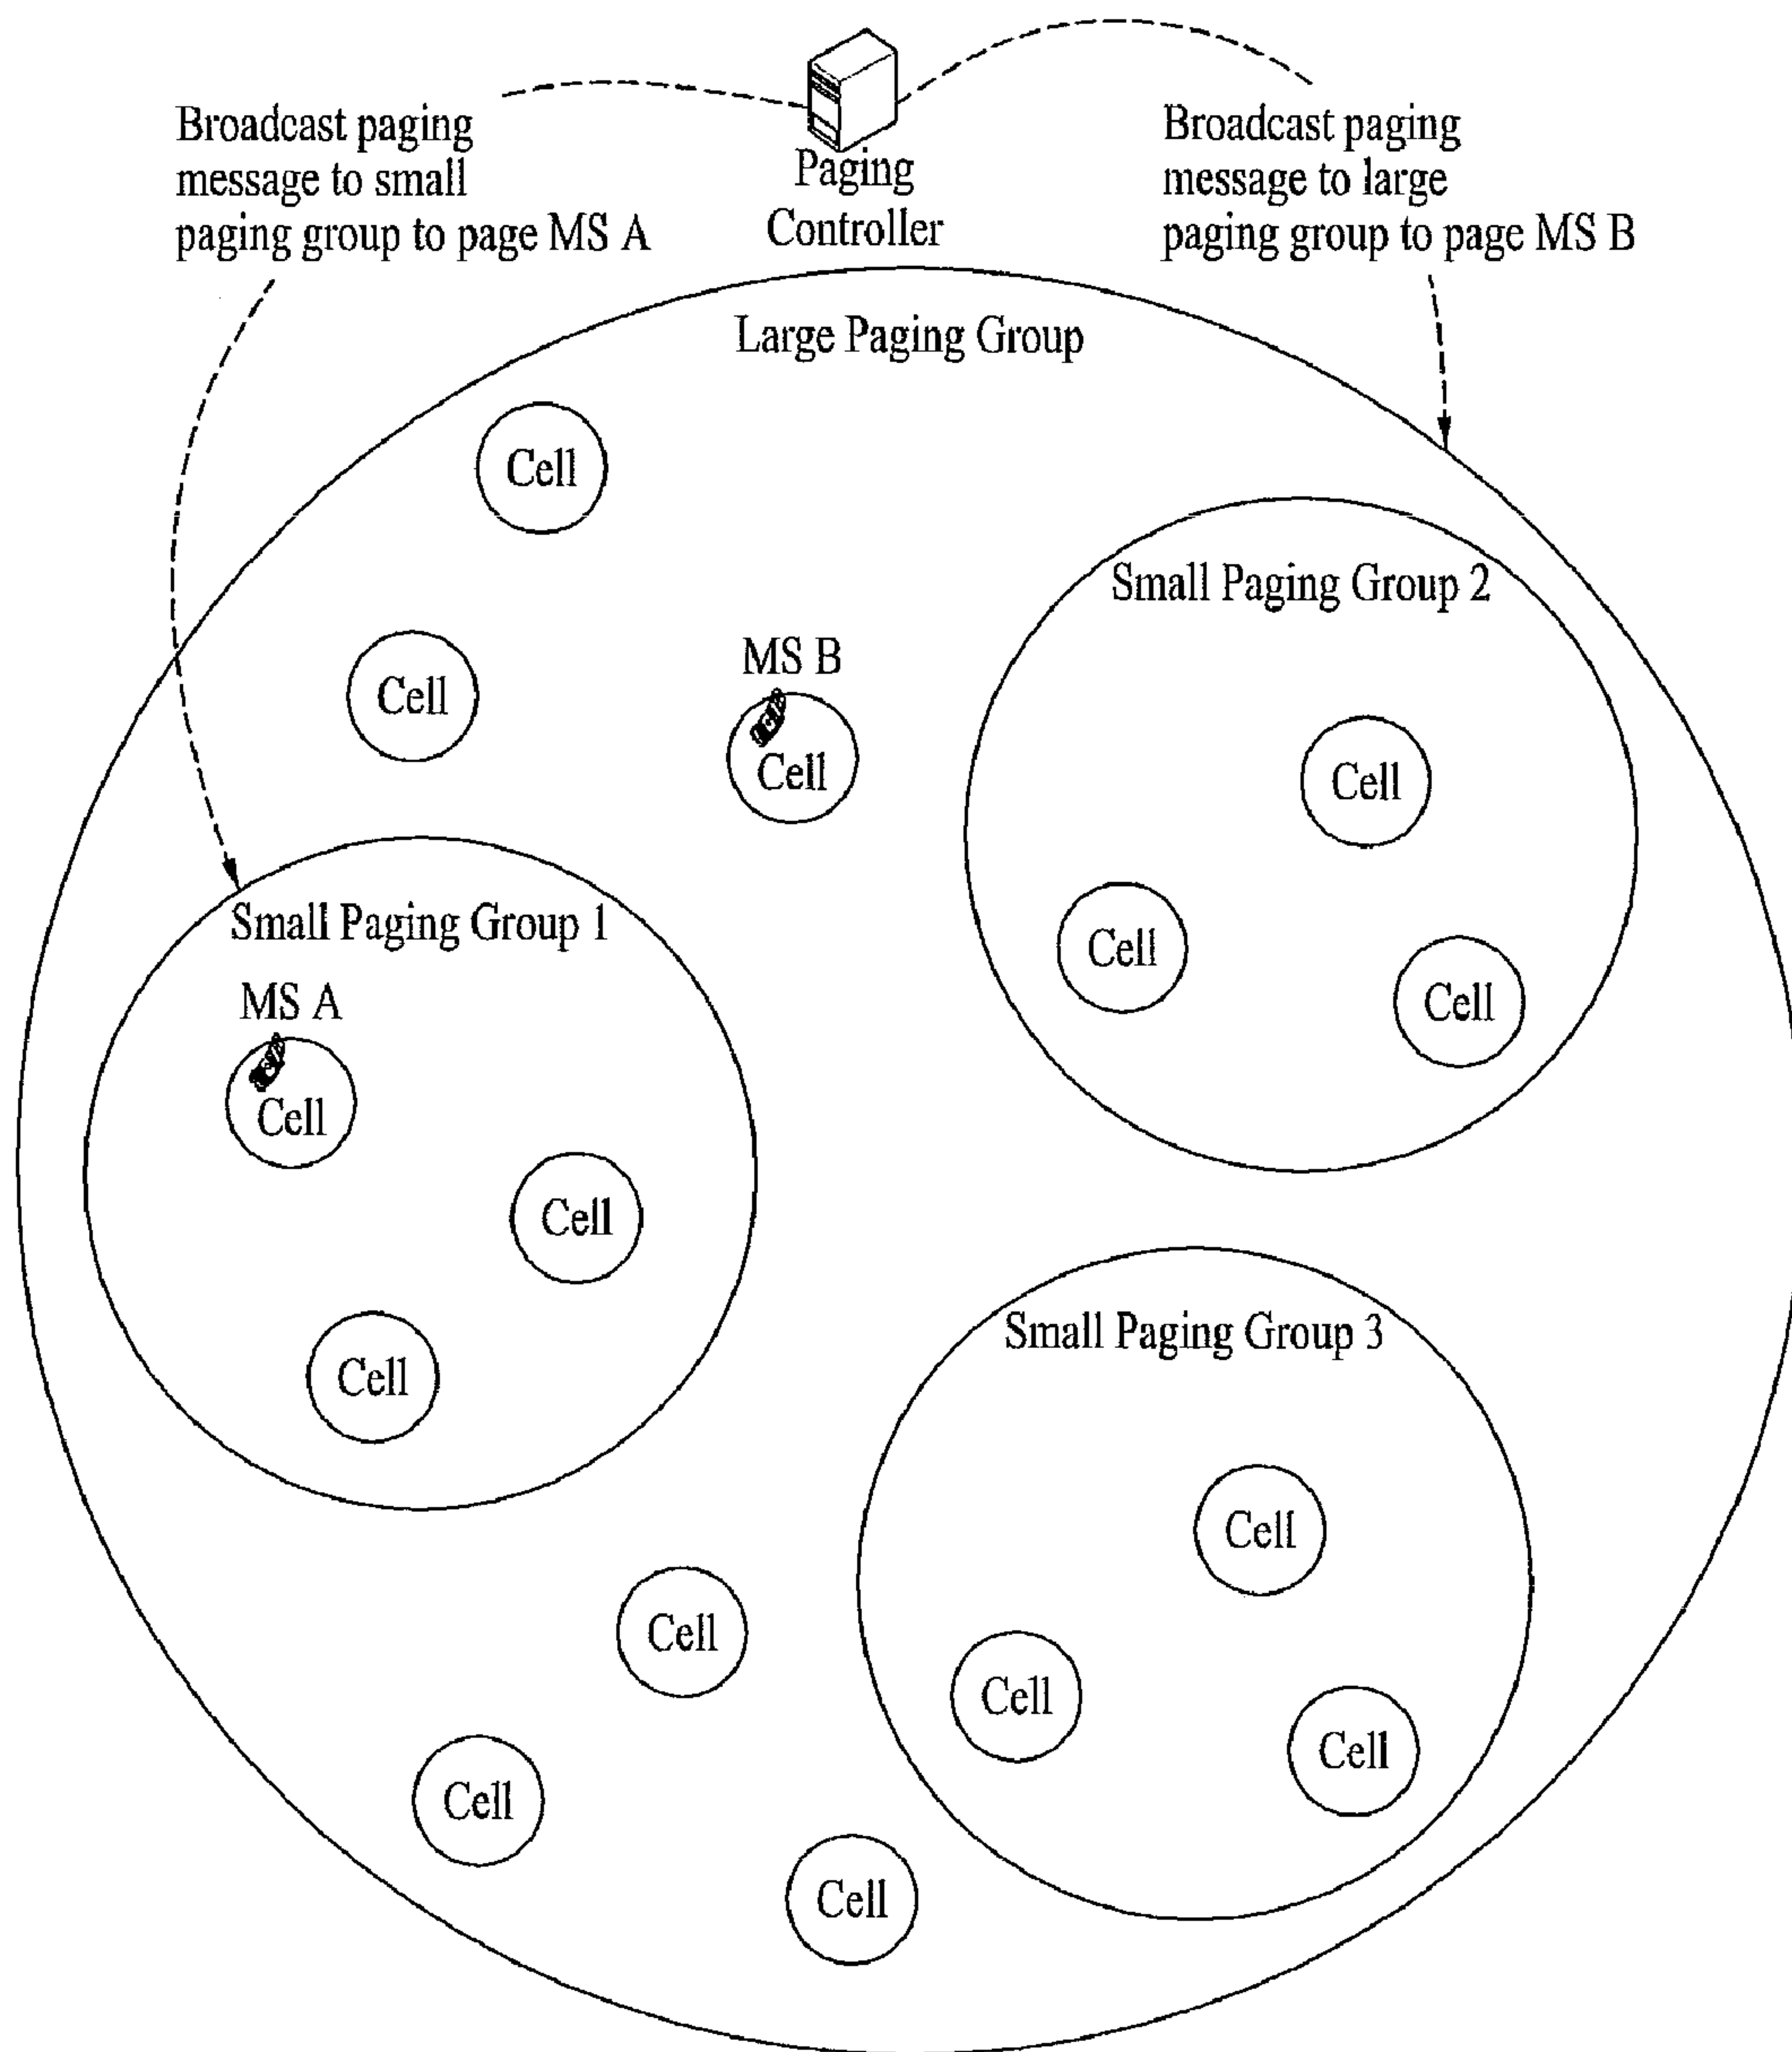 Broadcast paging
message to small
paging group to page MS A
Paging
Controller
Broadcast paging
message to large
paging group to page MS B
Large Paging Group
Cell
Small Paging Group 2
MS B
Cell
Cell
Cell
Cell
Cell
Small Paging Group 1
MS A
Cell
Cell
Cell
Small Paging Group 3
Cell
Cell
Cell
Cell
Cell
Cell